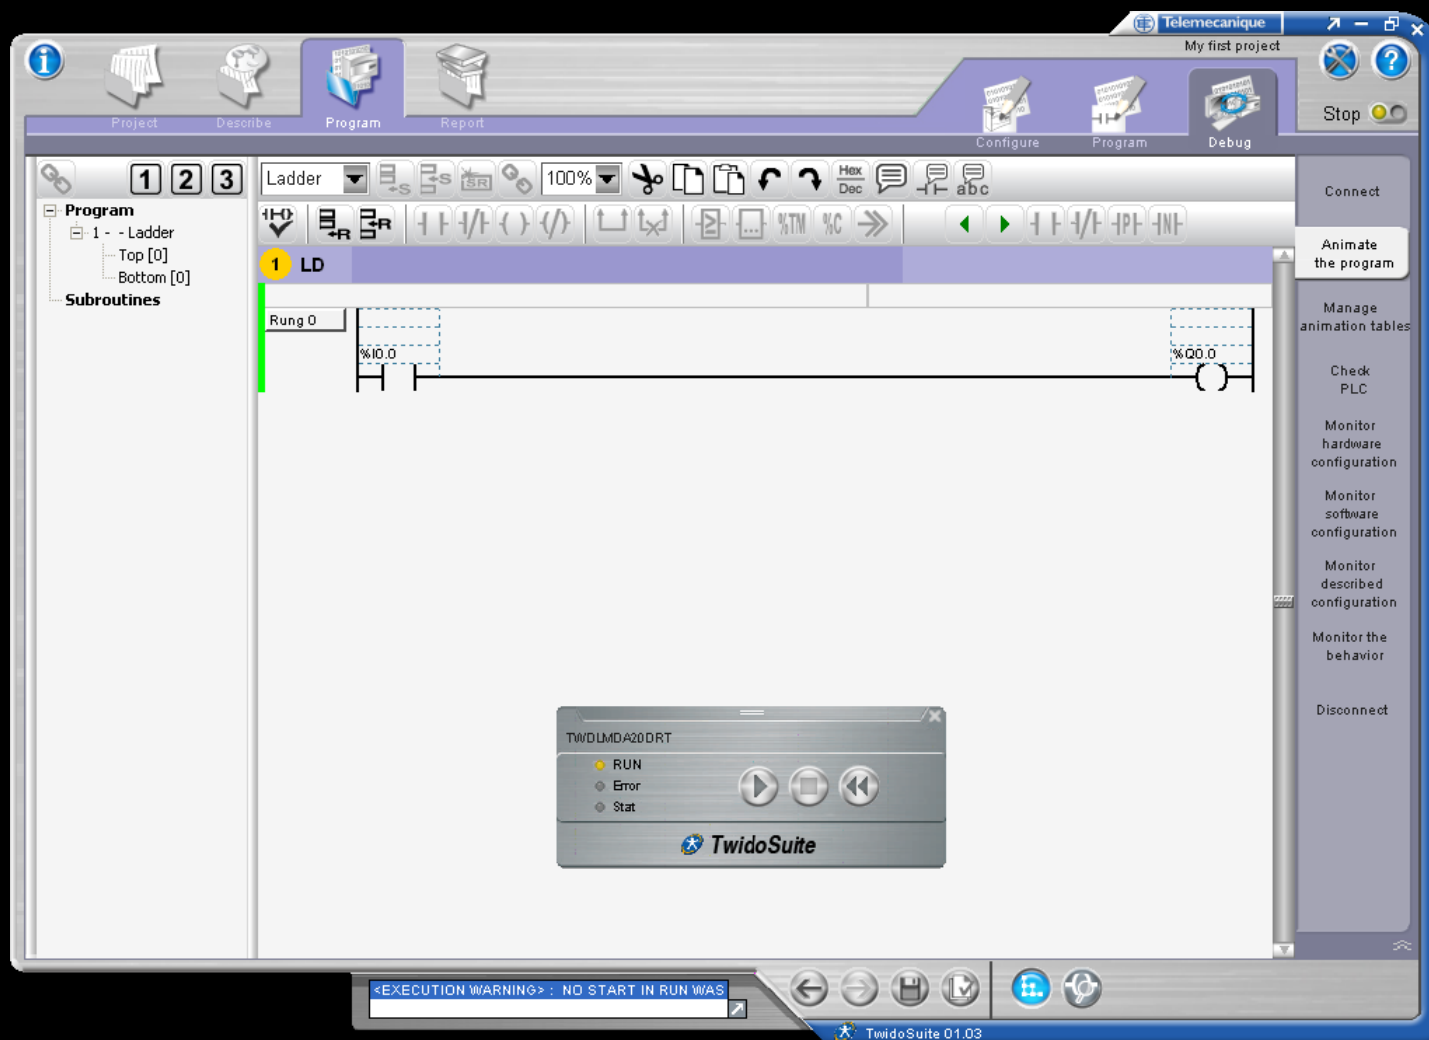 Telemecanique
My first project
Project
Describe
Program
Report
Configure
Program
Debug
Stop
1 2 3
Ladder
100%
Hex
Dec
abc
Program
1 - - Ladder
Top [0]
Bottom [0]
Subroutines
%TM
%C
1 LD
Rung 0
%I0.0
%Q0.0
Connect
Animate
the program
Manage
animation tables
Check
PLC
Monitor
hardware
configuration
Monitor
software
configuration
Monitor
described
configuration
Monitor the
behavior
Disconnect
TWDLMDA20DRT
RUN
Error
Stat
TwidoSuite
<EXECUTION WARNING> : NO START IN RUN WAS
TwidoSuite 01.03